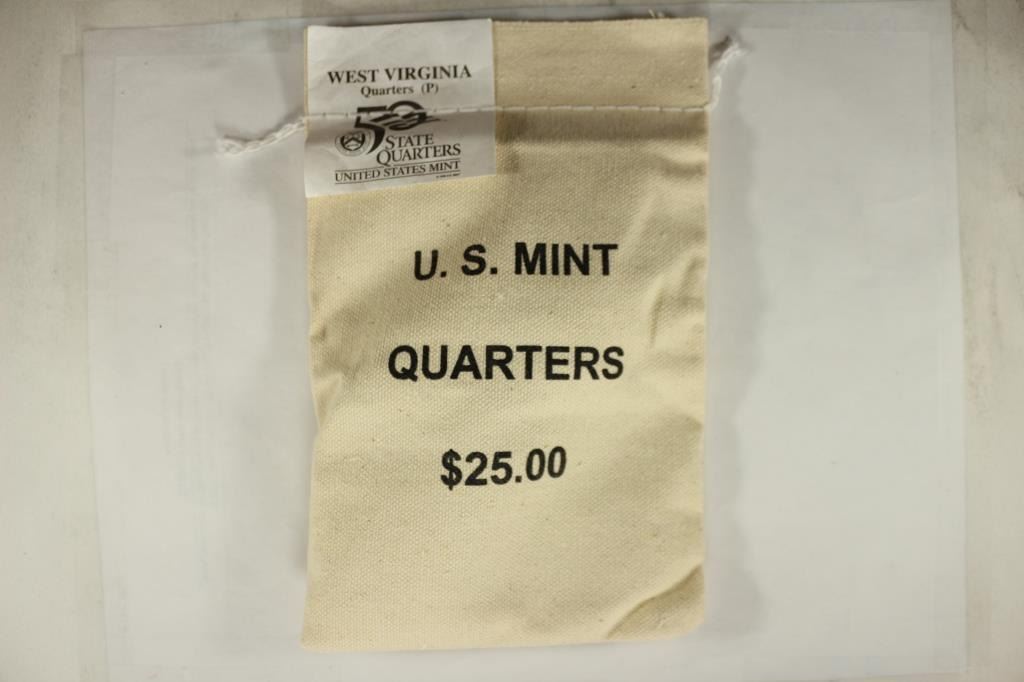 WEST VIRGINIA
Quarters (P)
50
STATE
QUARTERS
UNITED STATES MINT
U. S. MINT
QUARTERS
$25.00